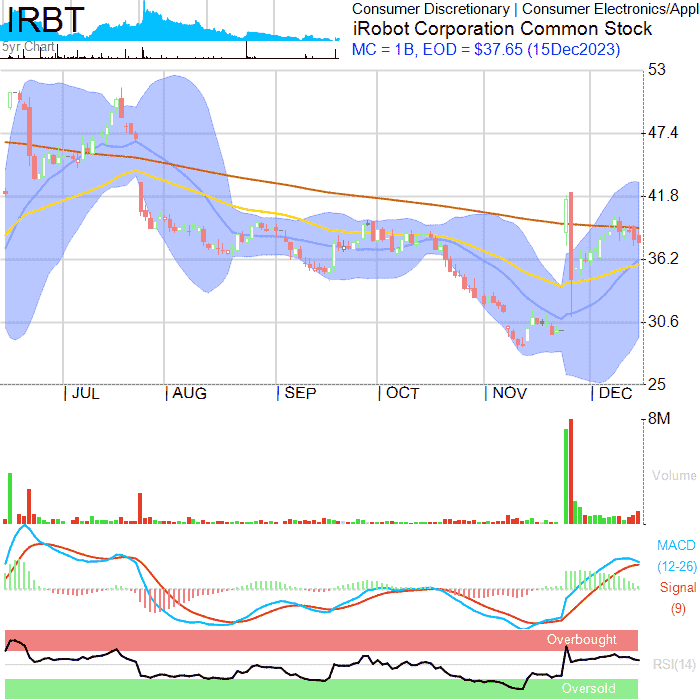 IRBT
5yr Chart
Consumer Discretionary | Consumer Electronics/Appl
iRobot Corporation Common Stock
MC = 1B, EOD = $37.65 (15Dec2023)
53
47.4
41.8
36.2
30.6
25
| JUL
| AUG
| SEP
| OCT
| NOV
| DEC
8M
Volume
MACD
(12-26)
Signal
(9)
Overbought
RSI(14)
Oversold